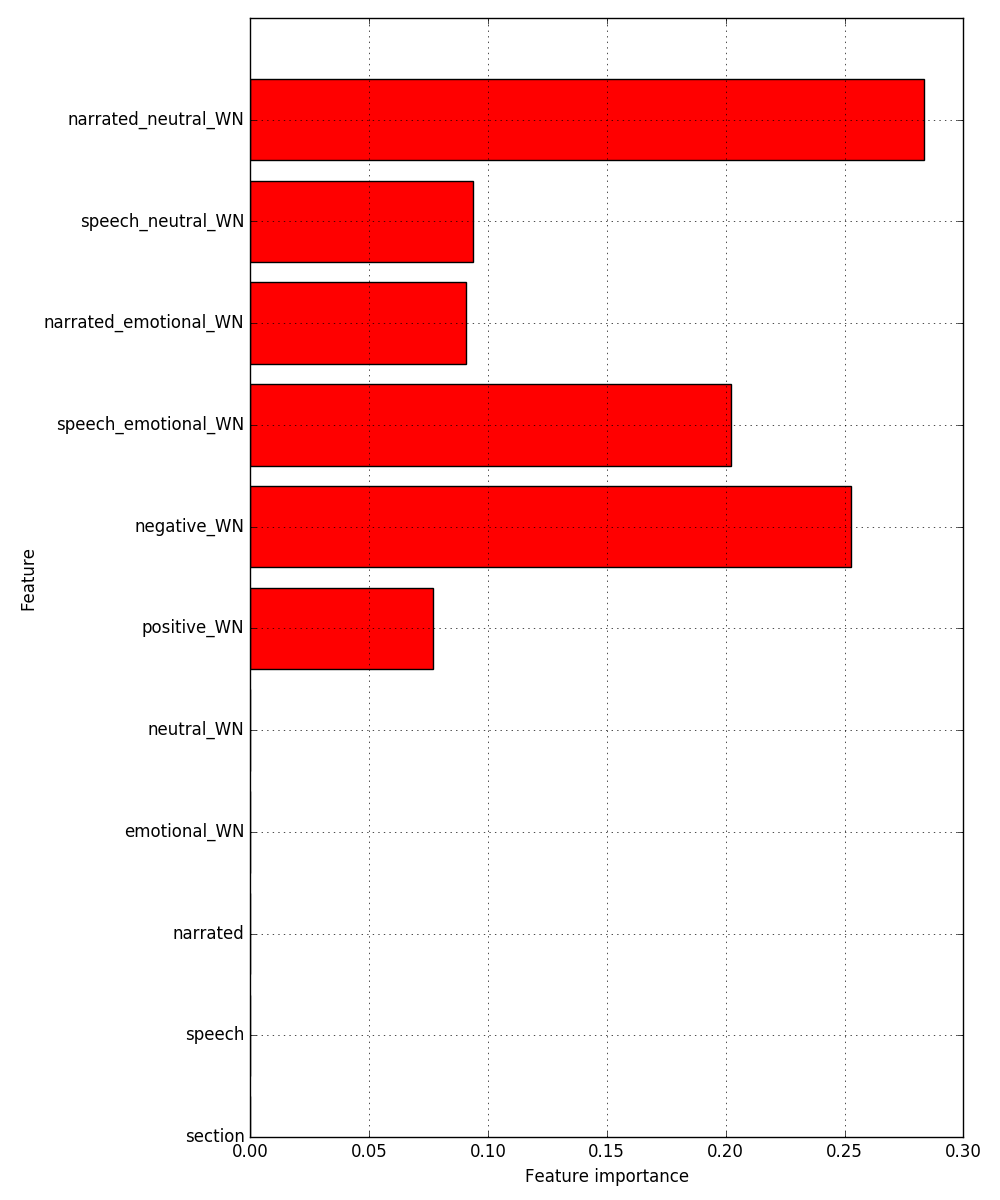 narrated_neutral_WN
speech_neutral_WN
narrated_emotional_WN
speech_emotional_WN
negative_WN
Feature
positive_WN
neutral_WN
emotional_WN
narrated
speech
section
0.00 0.05 0.10 0.15 0.20 0.25 0.30
Feature importance